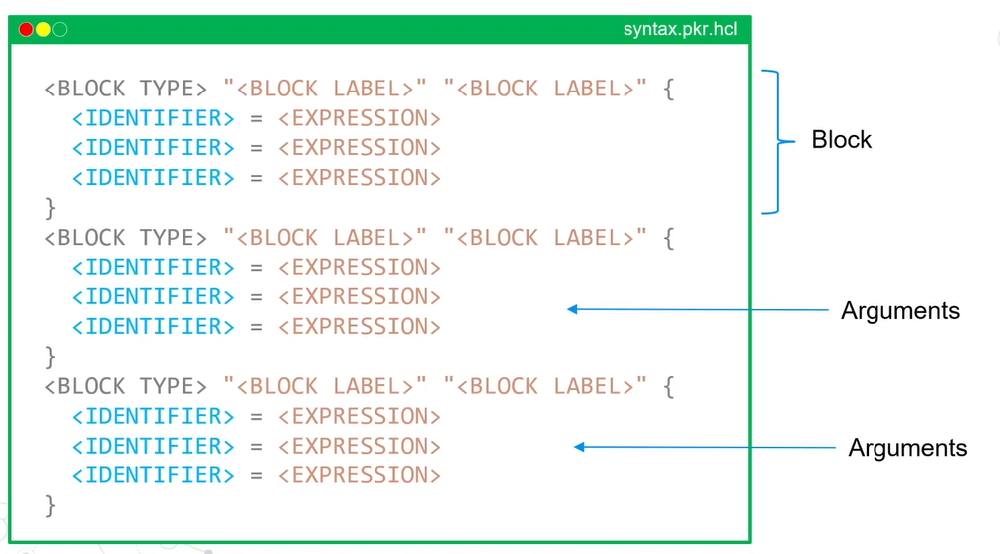 syntax.pkr.hcl
<BLOCK TYPE> "<BLOCK LABEL>" "<BLOCK LABEL>" {
<IDENTIFIER> = <EXPRESSION>
<IDENTIFIER> = <EXPRESSION>
<IDENTIFIER> = <EXPRESSION>
}
Block
<BLOCK TYPE> "<BLOCK LABEL>" "<BLOCK LABEL>" {
<IDENTIFIER> = <EXPRESSION>
<IDENTIFIER> = <EXPRESSION>
<IDENTIFIER> = <EXPRESSION>
}
Arguments
<BLOCK TYPE> "<BLOCK LABEL>" "<BLOCK LABEL>" {
<IDENTIFIER> = <EXPRESSION>
<IDENTIFIER> = <EXPRESSION>
<IDENTIFIER> = <EXPRESSION>
}
Arguments